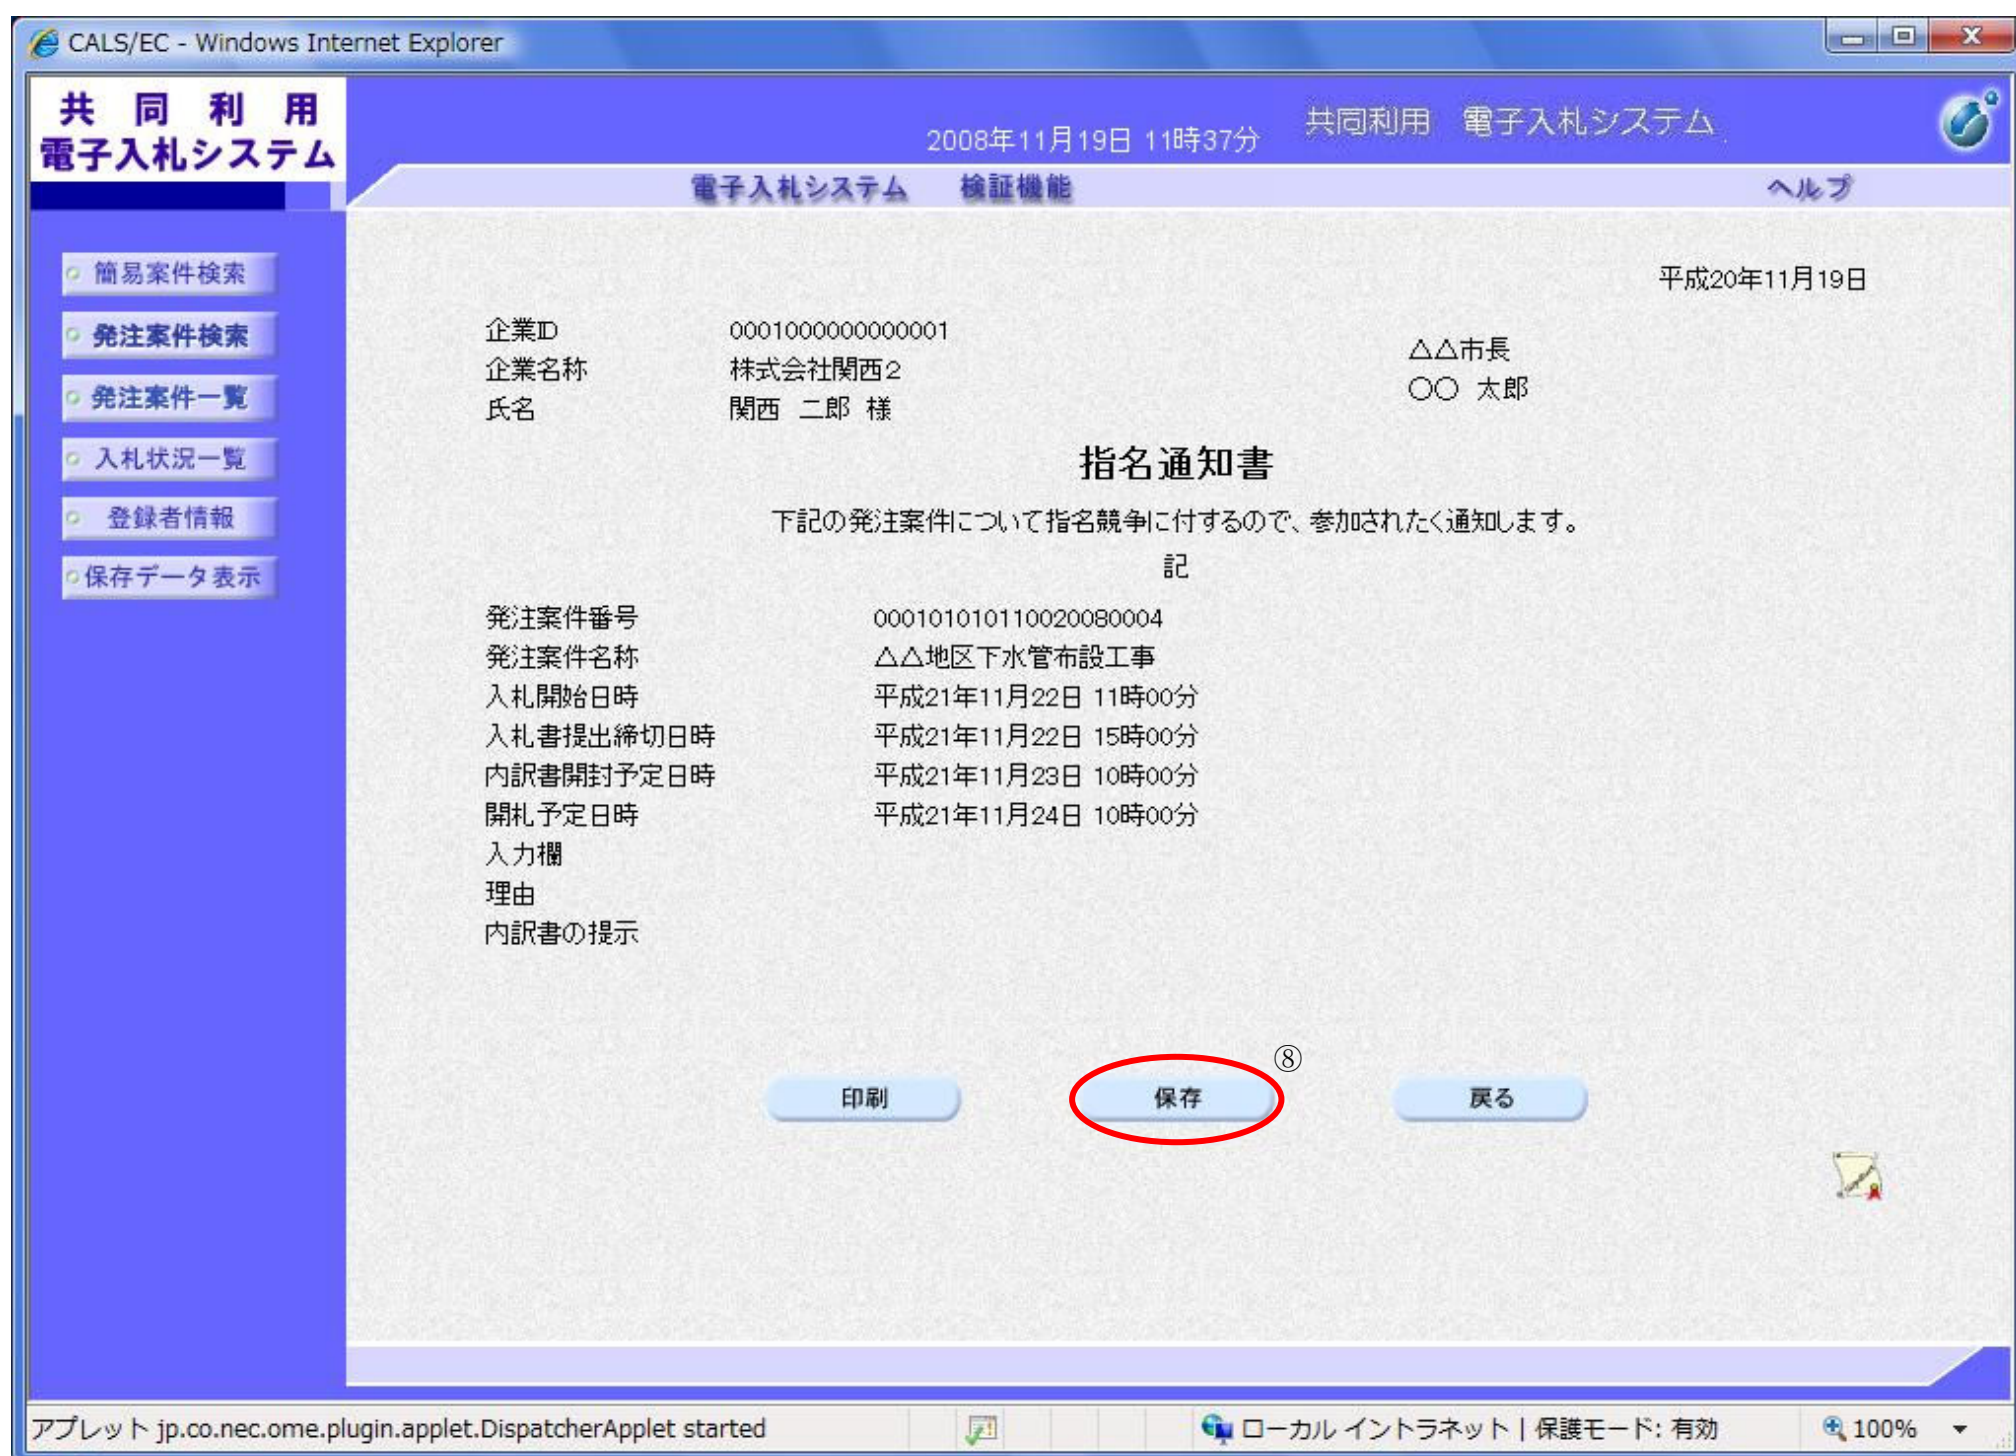 CALS/EC - Windows Internet Explorer
共同利用
電子入札システム
2008年11月19日 11時37分
共同利用 電子入札システム
電子入札システム 検証機能 ヘルプ
簡易案件検索
発注案件検索
発注案件一覧
入札状況一覧
登録者情報
保存データ表示
平成20年11月19日
企業ID 0001000000000001
企業名称 株式会社関西2
氏名 関西 二郎 様
△△市長
〇〇 太郎
指名通知書
下記の発注案件について指名競争に付するので、参加されたく通知します。
記
発注案件番号 000101010110020080004
発注案件名称 △△地区下水管布設工事
入札開始日時 平成21年11月22日 11時00分
入札書提出締切日時 平成21年11月22日 15時00分
内訳書開封予定日時 平成21年11月23日 10時00分
開札予定日時 平成21年11月24日 10時00分
入力欄
理由
内訳書の提示
⑧
印刷 保存 戻る
アプレット jp.co.nec.ome.plugin.applet.DispatcherApplet started ローカル イントラネット | 保護モード: 有効 100%